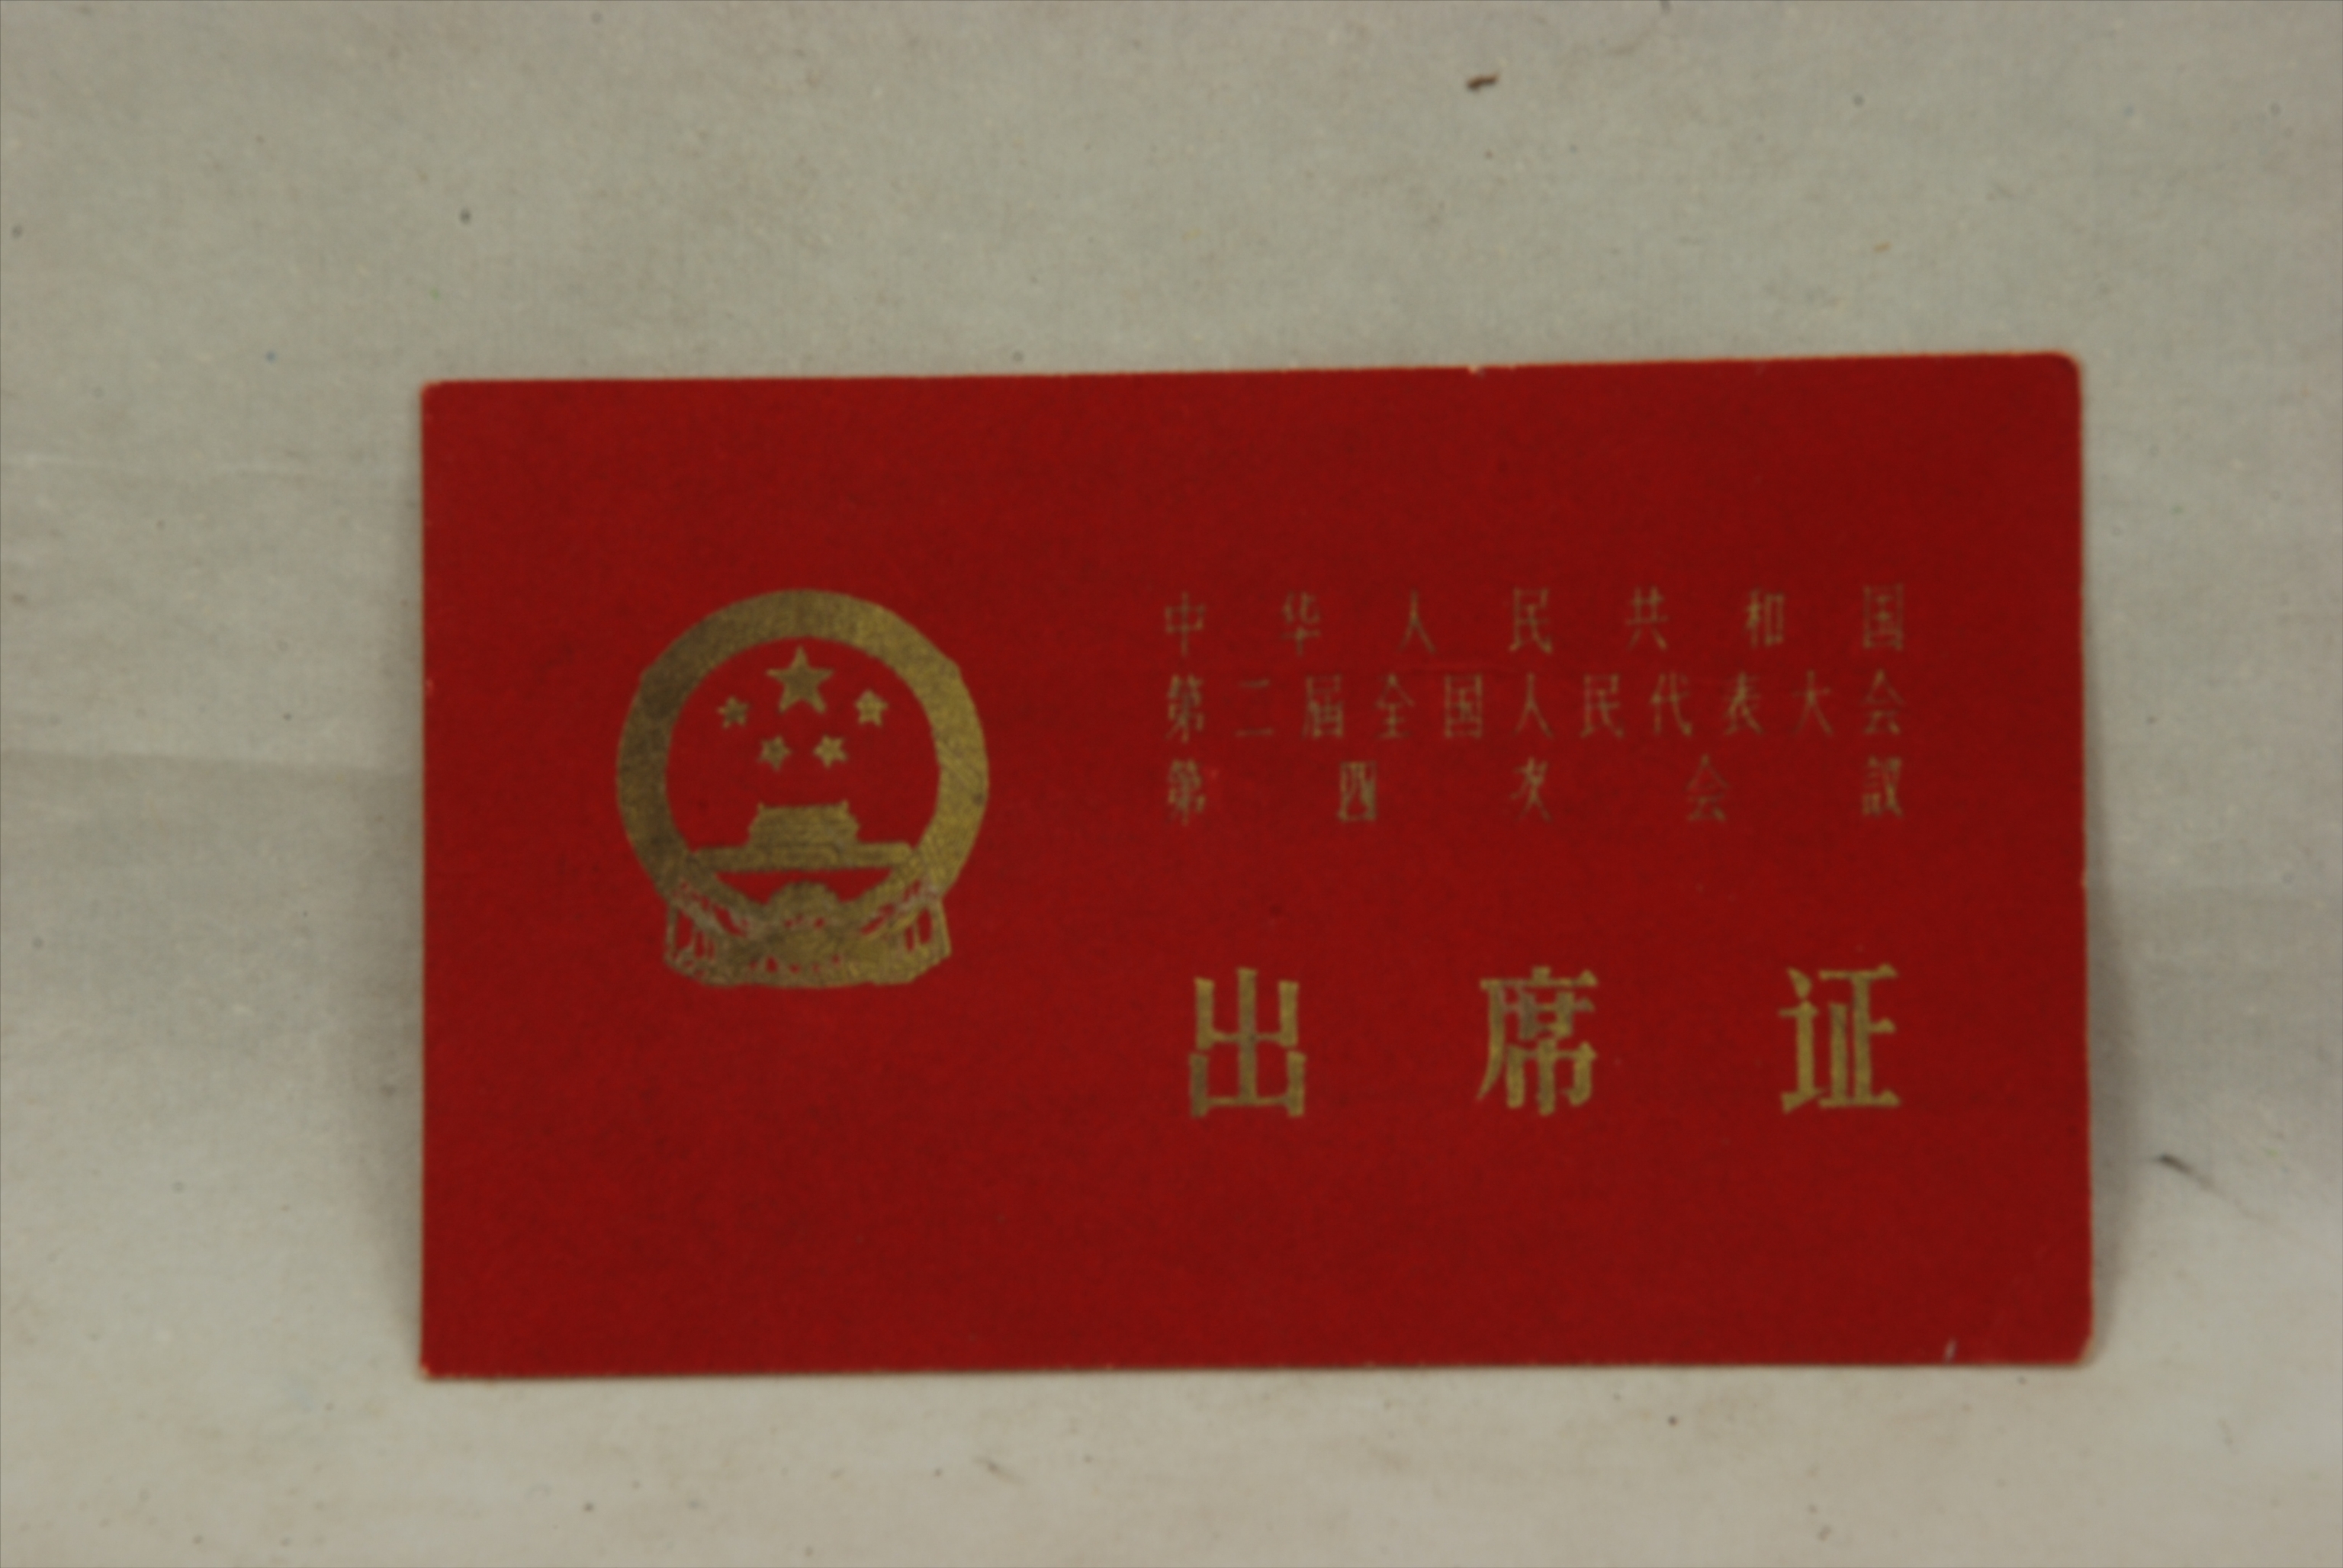 中华人民共和国
第二届全国人民代表大会
第四次会議
出席证